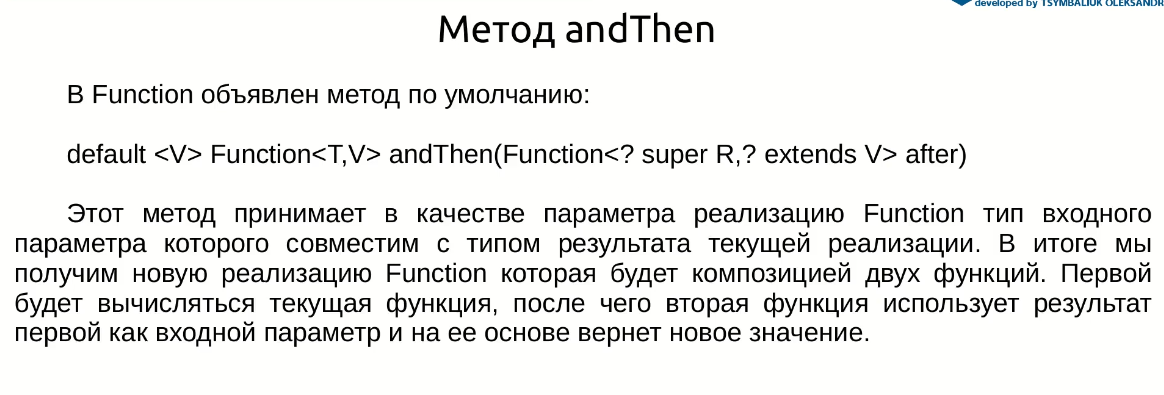 developed by TSYMBALIUK OLEKSANDR
Метод andThen
В Function объявлен метод по умолчанию:
default <V> Function<T,V> andThen(Function<? super R,? extends V> after)
Этот метод принимает в качестве параметра реализацию Function тип входного
параметра которого совместим с типом результата текущей реализации. В итоге мы
получим новую реализацию Function которая будет композицией двух функций. Первой
будет вычисляться текущая функция, после чего вторая функция использует результат
первой как входной параметр и на ее основе вернет новое значение.